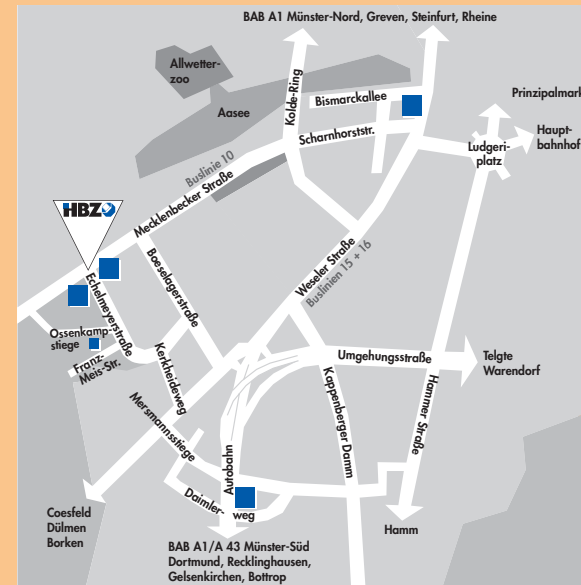 BAB A1 Münster-Nord, Greven, Steinfurt, Rheine
Allwetter-
zoo
Aasee
Kolde-Ring
Bismarckallee
Scharnhorststr.
Prinzipalmark
Haupt-
bahnhof
Ludgeri-
platz
Buslinie 10
Mecklenbecker Straße
HBZ
Weseler Straße
Buslinien 15 + 16
Boeselagerstraße
Echelmeyerstraße
Ossenkamp-
stiege
Franz-
Meis-Str.
Kerkheideweg
Mersmannsstiege
Umgehungsstraße
Telgte
Warendorf
Kappenberger Damm
Hammer Straße
Autobahn
Daimler-
weg
Coesfeld
Dülmen
Borken
Hamm
BAB A1/A 43 Münster-Süd
Dortmund, Recklinghausen,
Gelsenkirchen, Bottrop